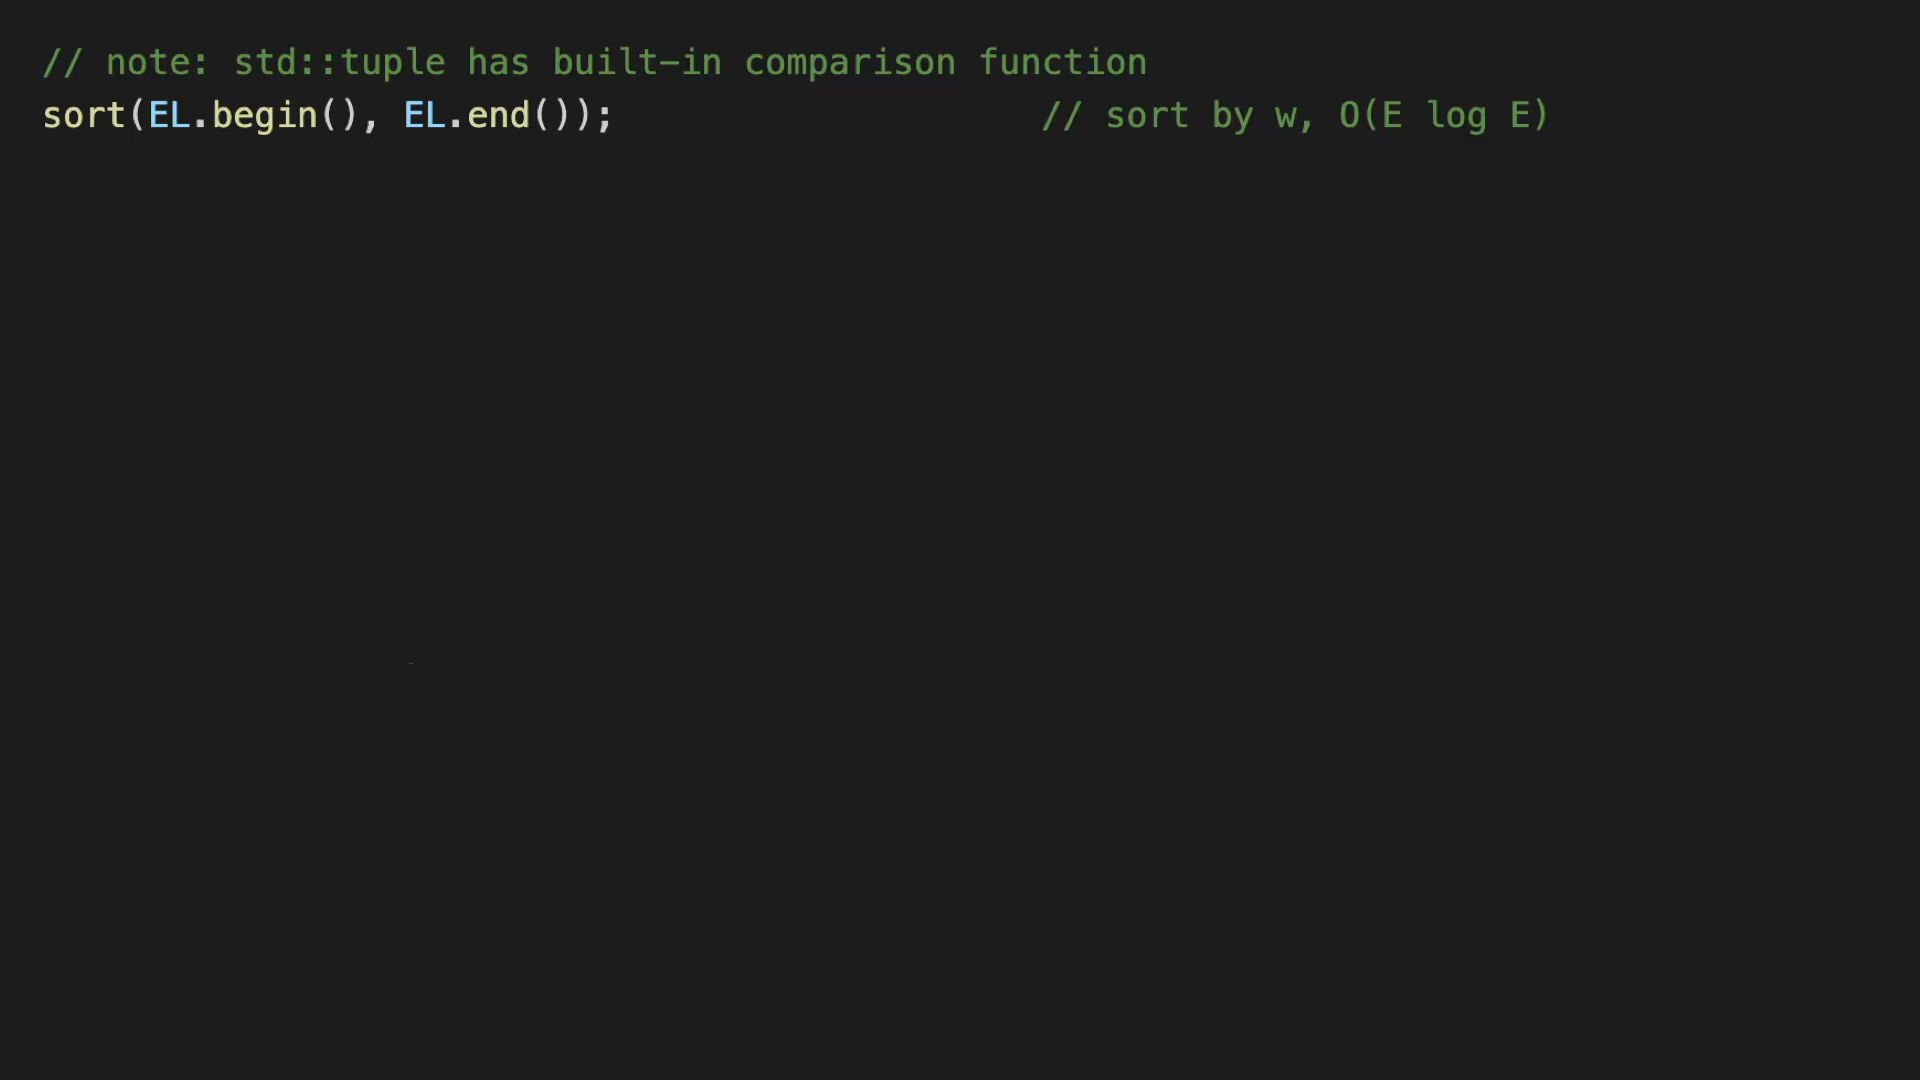 // note: std::tuple has built-in comparison function
sort(EL.begin(), EL.end()); // sort by w, O(E log E)